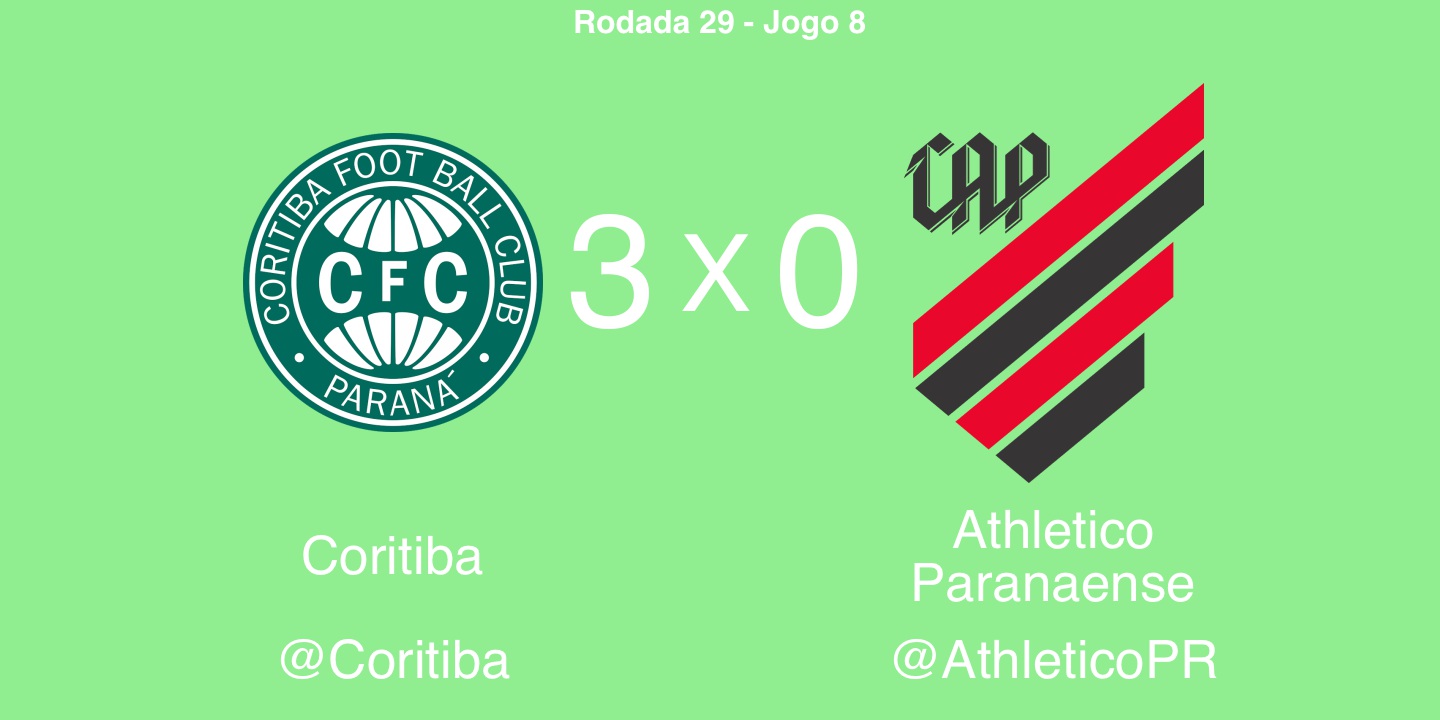 Rodada 29 - Jogo 8
CORITIBA FOOT BALL CLUB
CFC
PARANÁ
3 x 0
CAP
Coritiba
Athletico
Paranaense
@Coritiba
@AthleticoPR